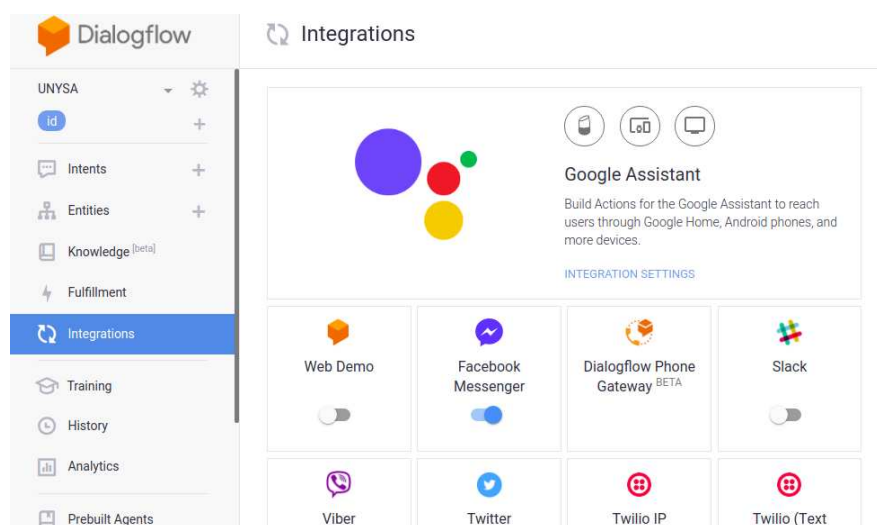 Dialogflow
Integrations
UNYSA
id
Intents
Entities
Knowledge [beta]
Fulfillment
Integrations
Training
History
Analytics
Prebuilt Agents
Google Assistant
Build Actions for the Google Assistant to reach
users through Google Home, Android phones, and
more devices.
INTEGRATION SETTINGS
Web Demo
Facebook
Messenger
Dialogflow Phone
Gateway BETA
Slack
Viber
Twitter
Twilio IP
Twilio (Text